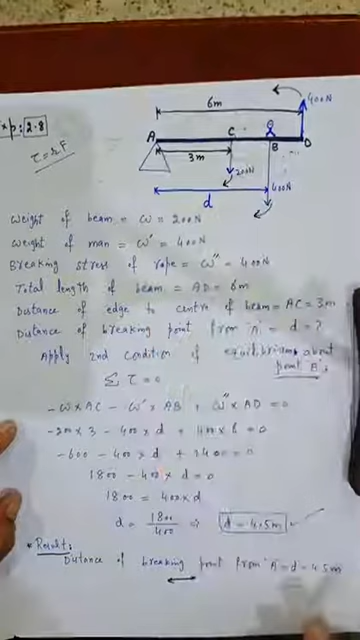 xp: 2.8
τ = r F
6m
400N
A
C
B
D
3m
200N
400N
d
Weight of beam = W = 200N
Weight of man = W' = 400N
Breaking stress of rope = W" = 400N
Total length of beam = AD = 6m
Distance of edge to centre of beam = AC = 3m
Distance of breaking point from 'A' = d = ?
Apply 2nd condition of equilibrium about
point 'A'.
Σ τ = 0
-W×AC - W'×AB + W"×AD = 0
-200×3 - 400×d + 400×6 = 0
-600 - 400×d + 2400 = 0
1800 - 400×d = 0
1800 = 400×d
d = 1800/400 ⇒ d = 4.5m
* Result:
Distance of breaking point from 'A' = d = 4.5m